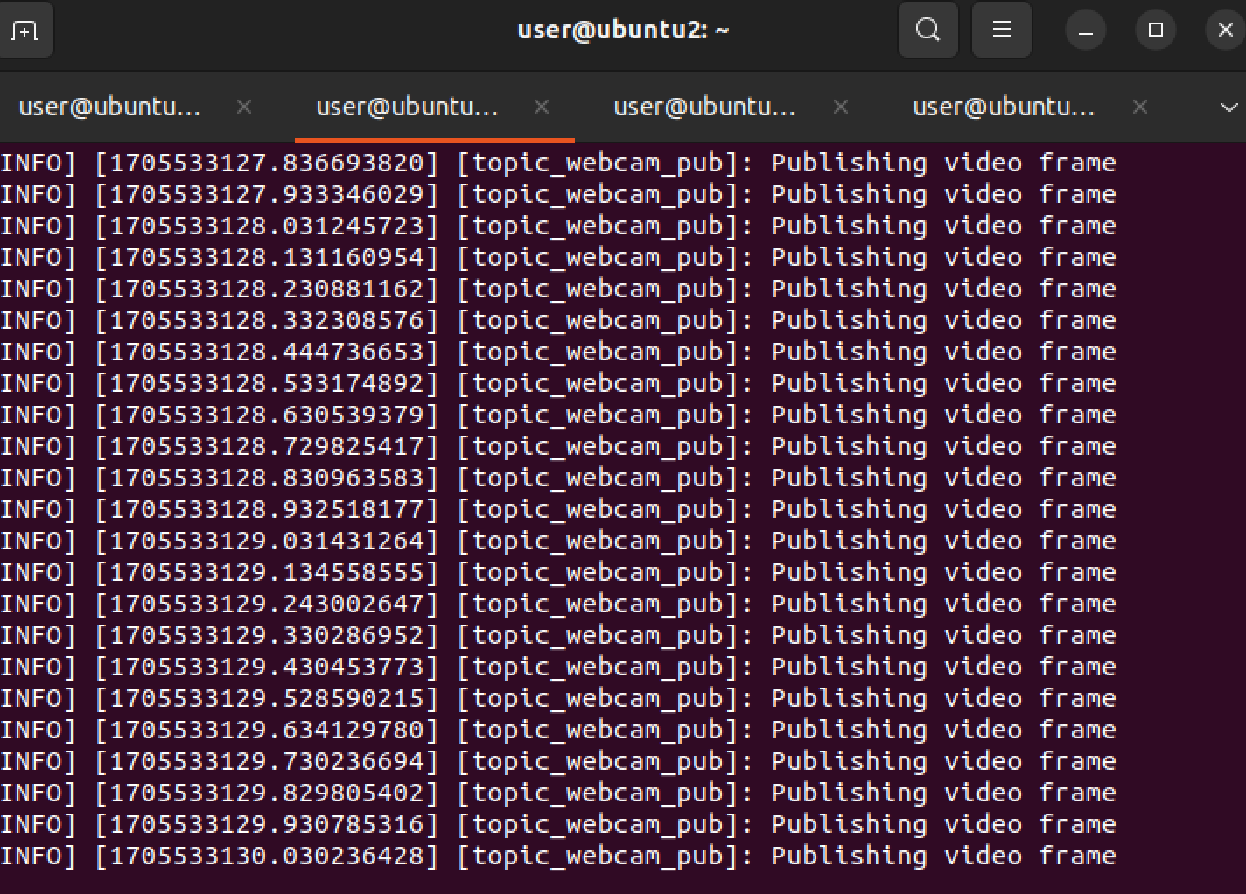 user@ubuntu2: ~
user@ubuntu... user@ubuntu... user@ubuntu... user@ubuntu...
INFO] [1705533127.836693820] [topic_webcam_pub]: Publishing video frame
INFO] [1705533127.933346029] [topic_webcam_pub]: Publishing video frame
INFO] [1705533128.031245723] [topic_webcam_pub]: Publishing video frame
INFO] [1705533128.131160954] [topic_webcam_pub]: Publishing video frame
INFO] [1705533128.230881162] [topic_webcam_pub]: Publishing video frame
INFO] [1705533128.332308576] [topic_webcam_pub]: Publishing video frame
INFO] [1705533128.444736653] [topic_webcam_pub]: Publishing video frame
INFO] [1705533128.533174892] [topic_webcam_pub]: Publishing video frame
INFO] [1705533128.630539379] [topic_webcam_pub]: Publishing video frame
INFO] [1705533128.729825417] [topic_webcam_pub]: Publishing video frame
INFO] [1705533128.830963583] [topic_webcam_pub]: Publishing video frame
INFO] [1705533128.932518177] [topic_webcam_pub]: Publishing video frame
INFO] [1705533129.031431264] [topic_webcam_pub]: Publishing video frame
INFO] [1705533129.134558555] [topic_webcam_pub]: Publishing video frame
INFO] [1705533129.243002647] [topic_webcam_pub]: Publishing video frame
INFO] [1705533129.330286952] [topic_webcam_pub]: Publishing video frame
INFO] [1705533129.430453773] [topic_webcam_pub]: Publishing video frame
INFO] [1705533129.528590215] [topic_webcam_pub]: Publishing video frame
INFO] [1705533129.634129780] [topic_webcam_pub]: Publishing video frame
INFO] [1705533129.730236694] [topic_webcam_pub]: Publishing video frame
INFO] [1705533129.829805402] [topic_webcam_pub]: Publishing video frame
INFO] [1705533129.930785316] [topic_webcam_pub]: Publishing video frame
INFO] [1705533130.030236428] [topic_webcam_pub]: Publishing video frame